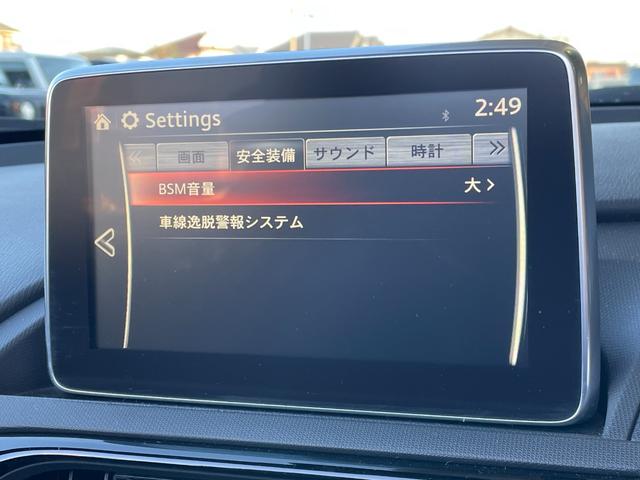 Settings 2:49
画面 安全装備 サウンド 時計
BSM音量 大
車線逸脱警報システム